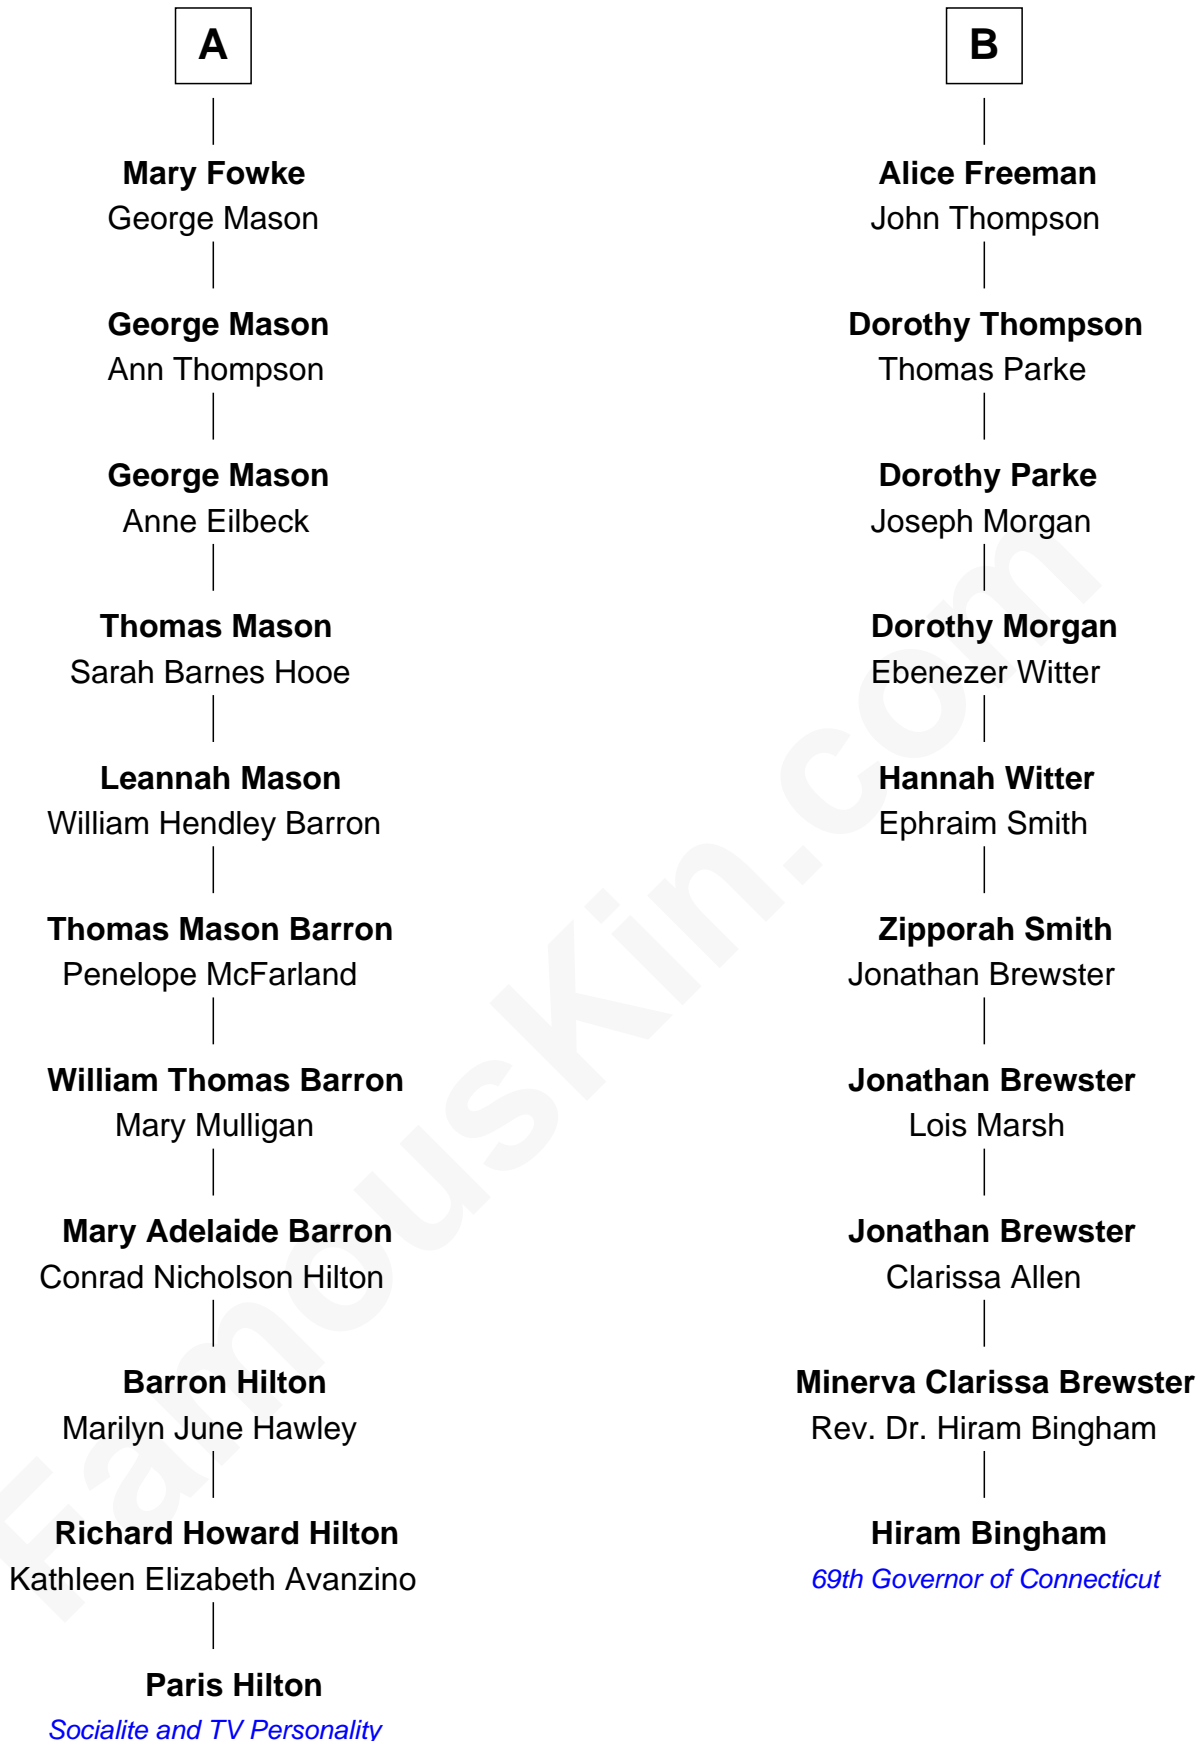 A
Mary Fowke
George Mason
George Mason
Ann Thompson
George Mason
Anne Eilbeck
Thomas Mason
Sarah Barnes Hooe
Leannah Mason
William Hendley Barron
Thomas Mason Barron
Penelope McFarland
William Thomas Barron
Mary Mulligan
Mary Adelaide Barron
Conrad Nicholson Hilton
Barron Hilton
Marilyn June Hawley
Richard Howard Hilton
Kathleen Elizabeth Avanzino
Paris Hilton
Socialite and TV Personality
B
Alice Freeman
John Thompson
Dorothy Thompson
Thomas Parke
Dorothy Parke
Joseph Morgan
Dorothy Morgan
Ebenezer Witter
Hannah Witter
Ephraim Smith
Zipporah Smith
Jonathan Brewster
Jonathan Brewster
Lois Marsh
Jonathan Brewster
Clarissa Allen
Minerva Clarissa Brewster
Rev. Dr. Hiram Bingham
Hiram Bingham
69th Governor of Connecticut
FamousKin.com